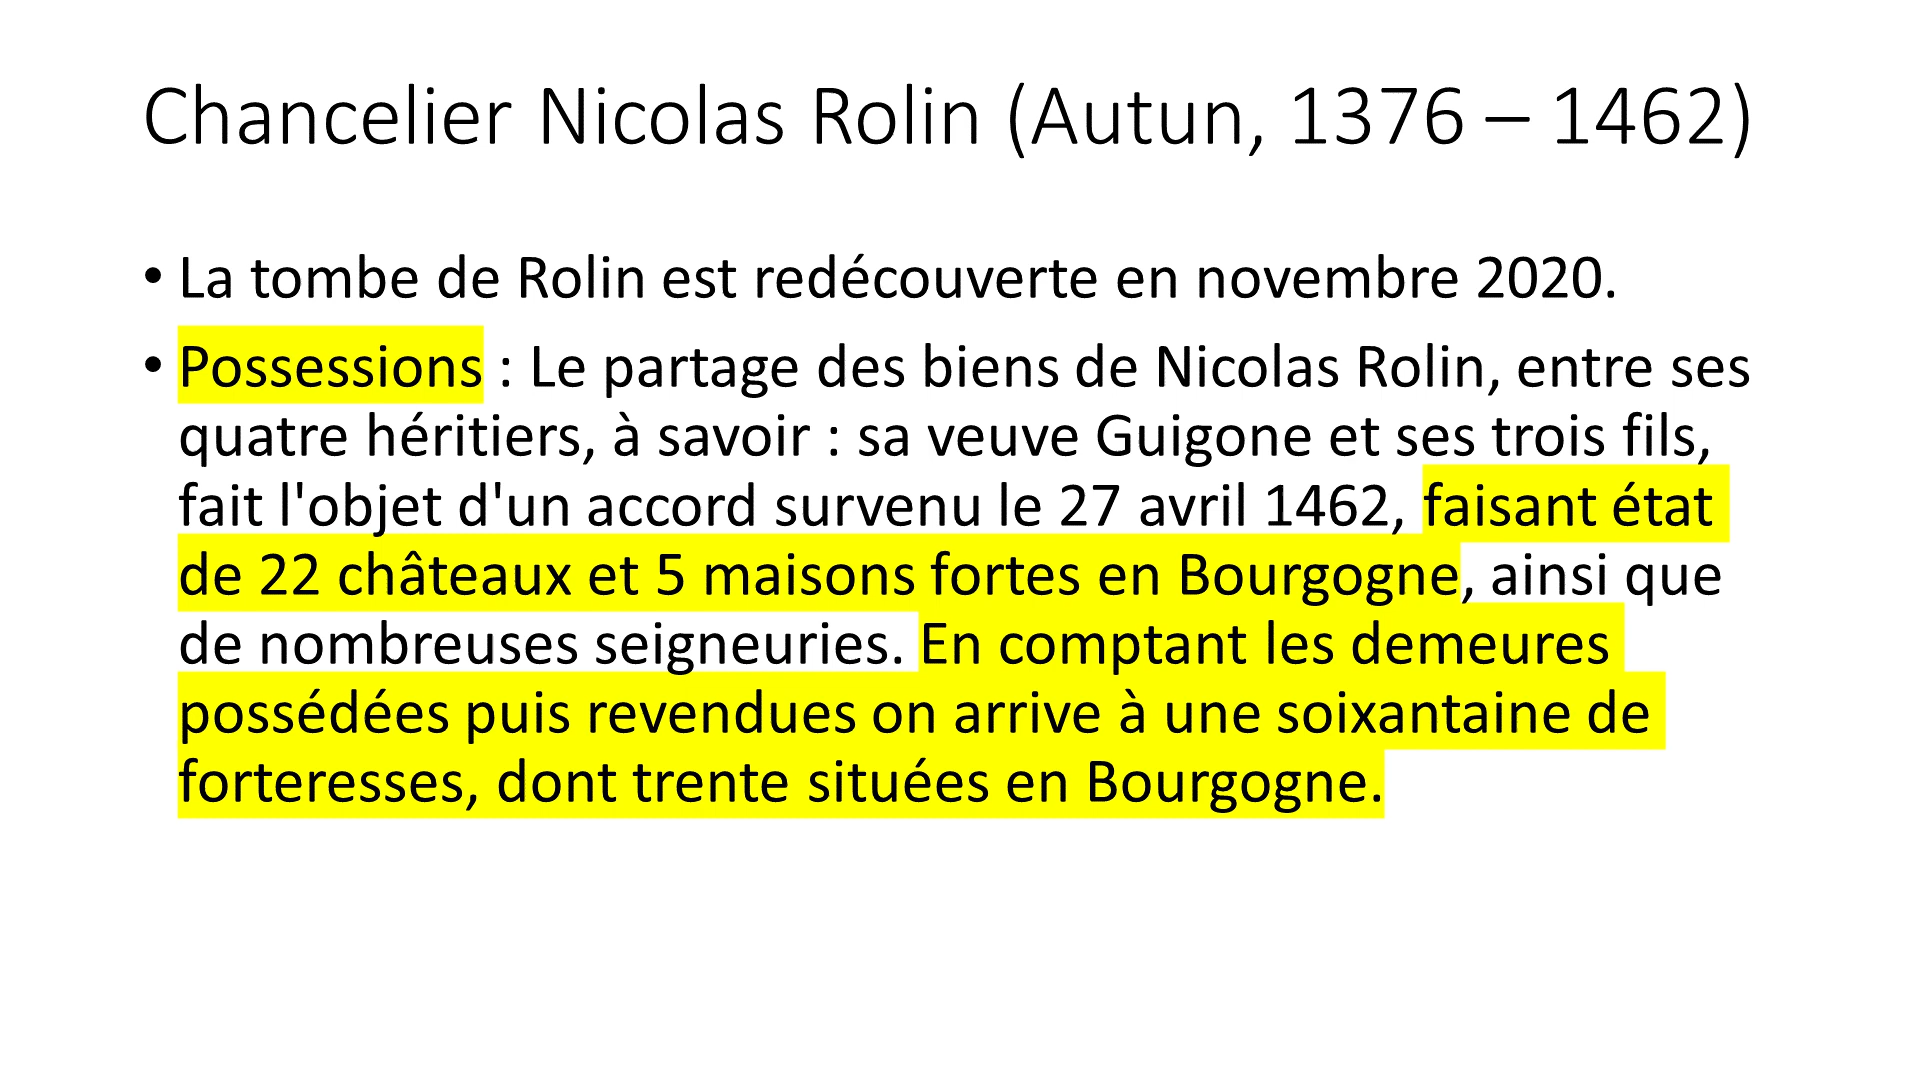 Chancelier Nicolas Rolin (Autun, 1376 – 1462)
• La tombe de Rolin est redécouverte en novembre 2020.
• Possessions : Le partage des biens de Nicolas Rolin, entre ses
quatre héritiers, à savoir : sa veuve Guigone et ses trois fils,
fait l'objet d'un accord survenu le 27 avril 1462, faisant état
de 22 châteaux et 5 maisons fortes en Bourgogne, ainsi que
de nombreuses seigneuries. En comptant les demeures
possédées puis revendues on arrive à une soixantaine de
forteresses, dont trente situées en Bourgogne.